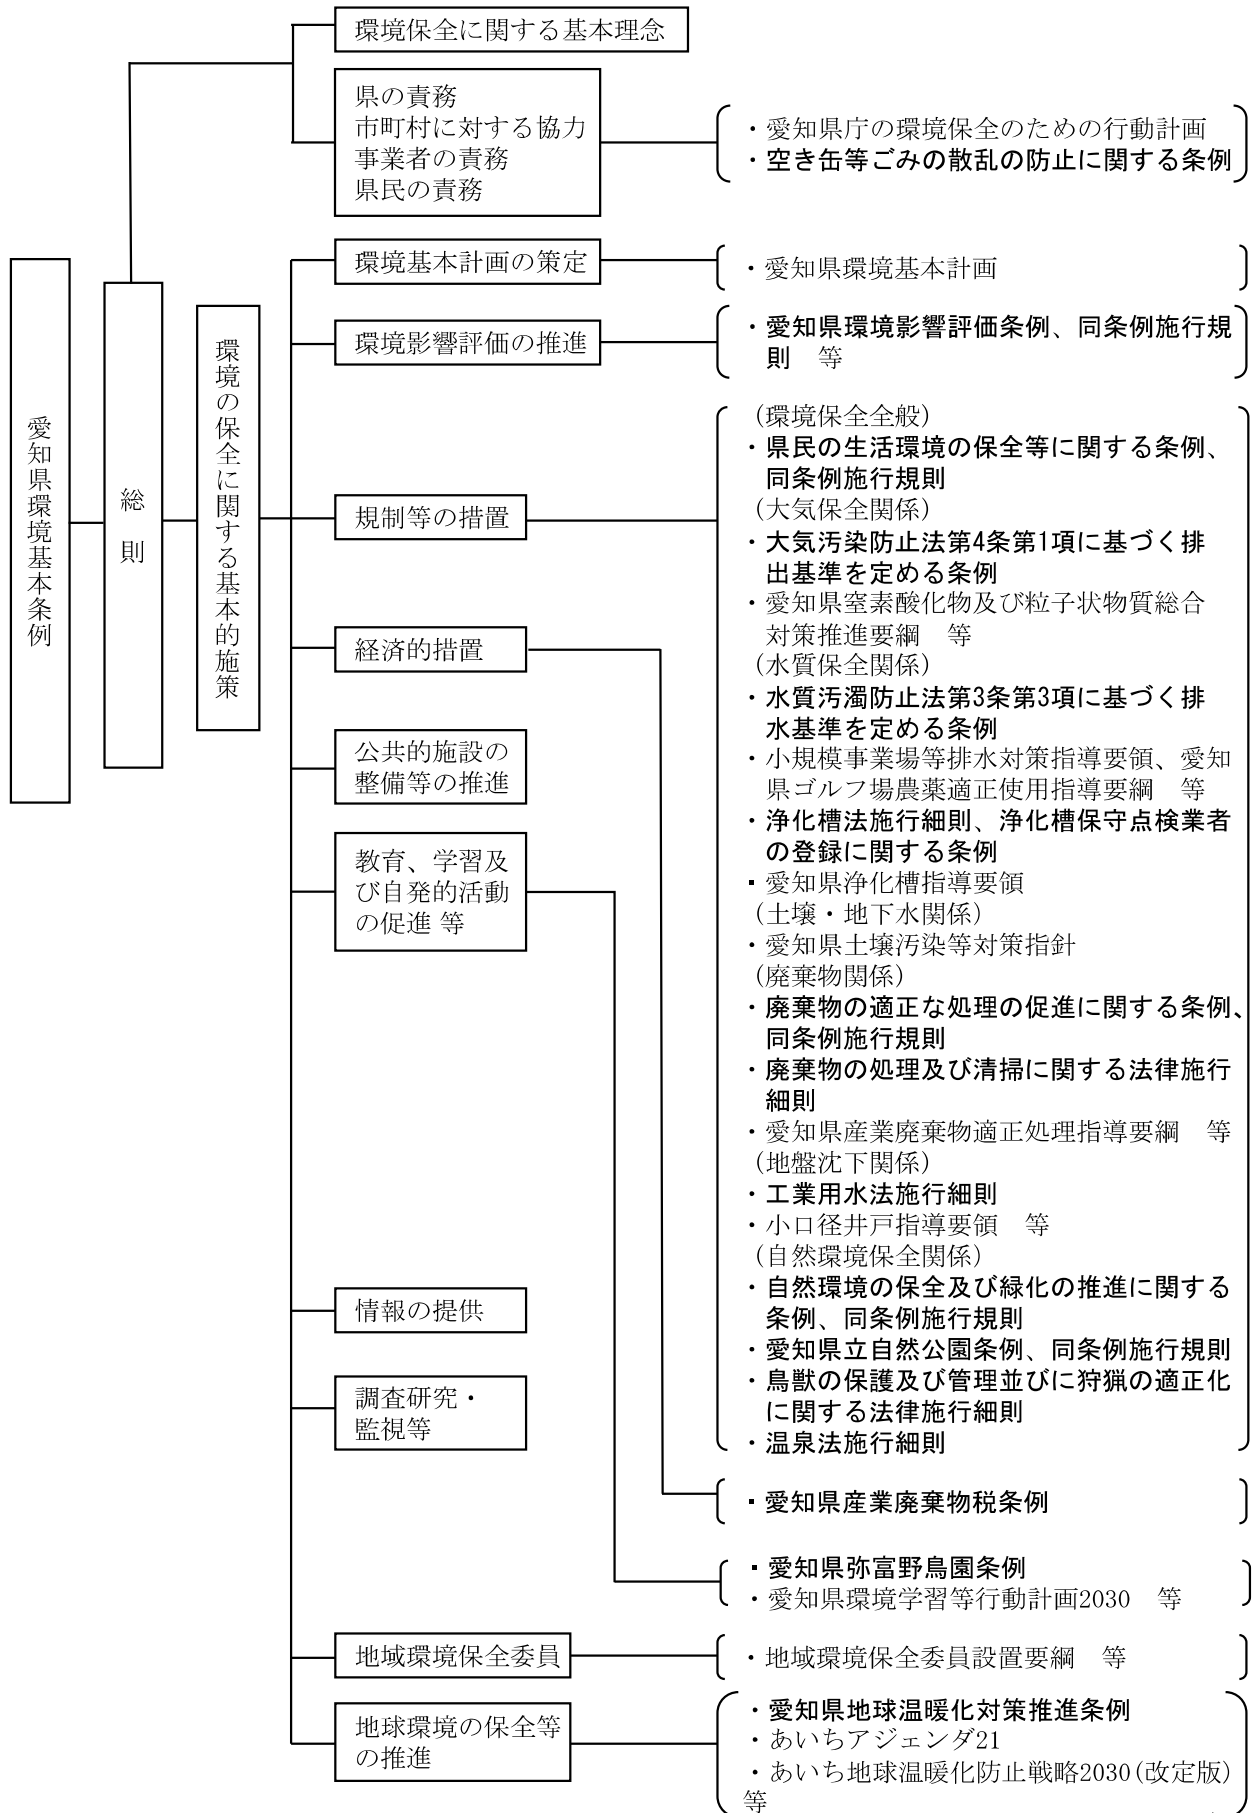 環境保全に関する基本理念
県の責務
市町村に対する協力
事業者の責務
県民の責務
・愛知県庁の環境保全のための行動計画
・空き缶等ごみの散乱の防止に関する条例
愛知県環境基本条例
総 則
環境の保全に関する基本的施策
環境基本計画の策定
・愛知県環境基本計画
環境影響評価の推進
・愛知県環境影響評価条例、同条例施行規
則 等
規制等の措置
(環境保全全般)
・県民の生活環境の保全等に関する条例、
同条例施行規則
(大気保全関係)
・大気汚染防止法第4条第1項に基づく排
出基準を定める条例
・愛知県窒素酸化物及び粒子状物質総合
対策推進要綱 等
(水質保全関係)
・水質汚濁防止法第3条第3項に基づく排
水基準を定める条例
・小規模事業場等排水対策指導要領、愛知
県ゴルフ場農薬適正使用指導要綱 等
・浄化槽法施行細則、浄化槽保守点検業者
の登録に関する条例
・愛知県浄化槽指導要領
(土壌・地下水関係)
・愛知県土壌汚染等対策指針
(廃棄物関係)
・廃棄物の適正な処理の促進に関する条例、
同条例施行規則
・廃棄物の処理及び清掃に関する法律施行
細則
・愛知県産業廃棄物適正処理指導要綱 等
(地盤沈下関係)
・工業用水法施行細則
・小口径井戸指導要領 等
(自然環境保全関係)
・自然環境の保全及び緑化の推進に関する
条例、同条例施行規則
・愛知県立自然公園条例、同条例施行規則
・鳥獣の保護及び管理並びに狩猟の適正化
に関する法律施行細則
・温泉法施行細則
経済的措置
・愛知県産業廃棄物税条例
公共的施設の
整備等の推進
教育、学習及
び自発的活動
の促進 等
・愛知県弥富野鳥園条例
・愛知県環境学習等行動計画2030 等
情報の提供
調査研究・
監視等
地域環境保全委員
・地域環境保全委員設置要綱 等
地球環境の保全等
の推進
・愛知県地球温暖化対策推進条例
・あいちアジェンダ21
・あいち地球温暖化防止戦略2030(改定版)
等